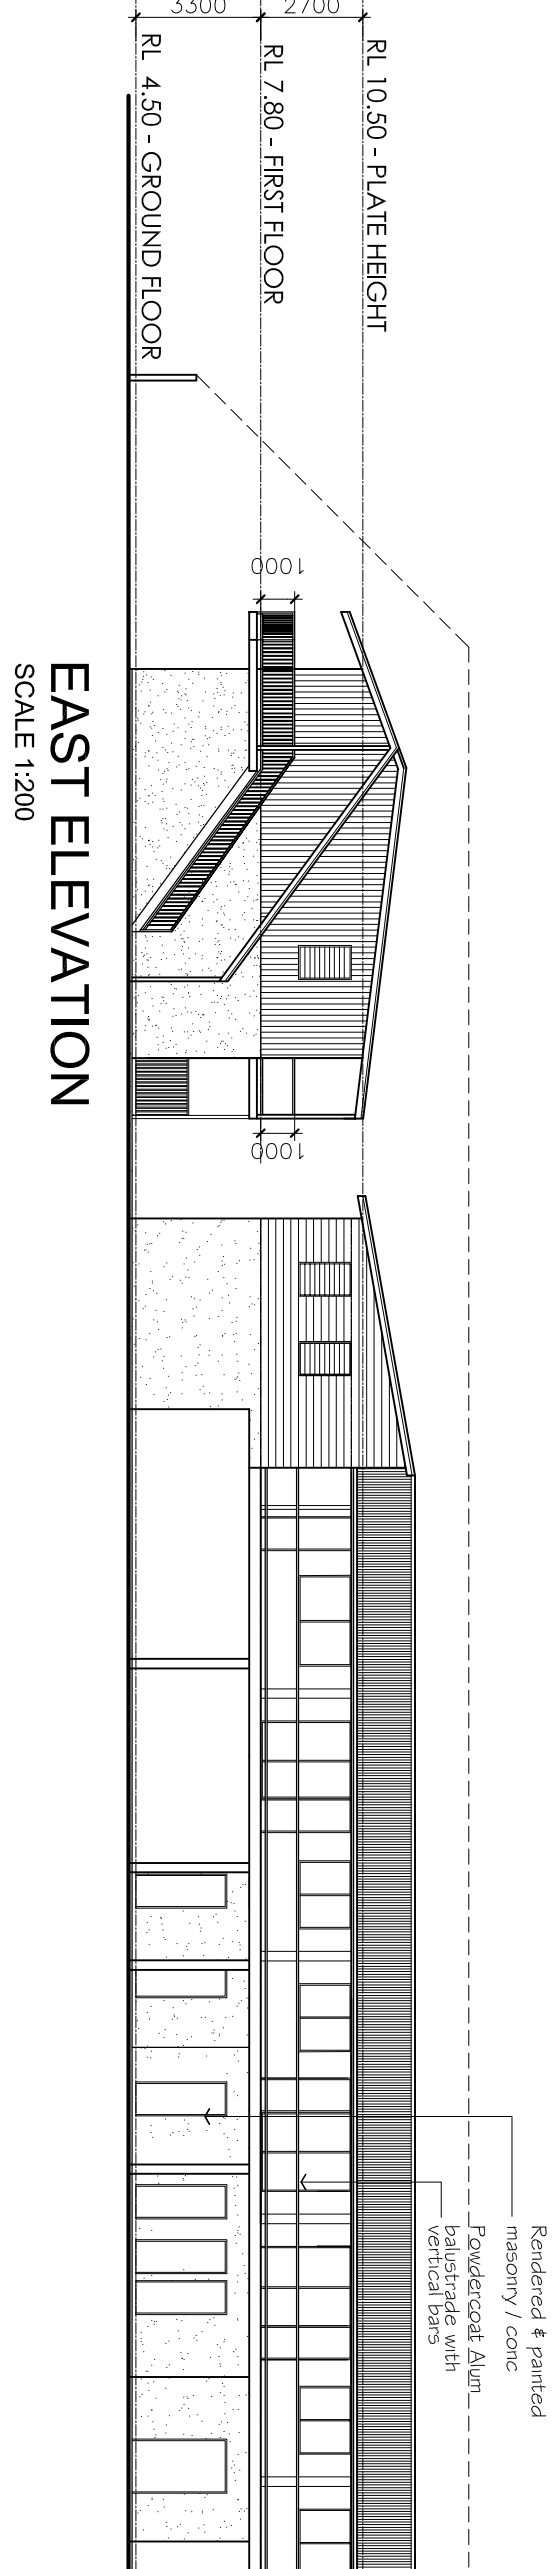 3300
2700
RL 10.50 - PLATE HEIGHT
RL 7.80 - FIRST FLOOR
RL 4.50 - GROUND FLOOR
1000
1000
Rendered & painted
masonry / conc
Powdercoat Alum
balustrade with
vertical bars
EAST ELEVATION
SCALE 1:200